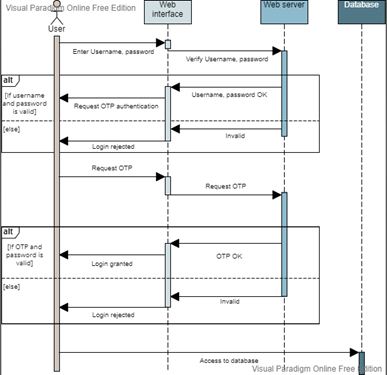 Visual Paradigm Online Free Edition
User
Web
interface
Web server
Database
Enter Username, password
Verify Username, password
alt
[If username
and password
is valid]
Username, password OK
Request OTP authentication
[else]
Invalid
Login rejected
Request OTP
Request OTP
alt
[If OTP and
password is
valid]
OTP OK
Login granted
[else]
Invalid
Login rejected
Access to database
Visual Paradigm Online Free Edition